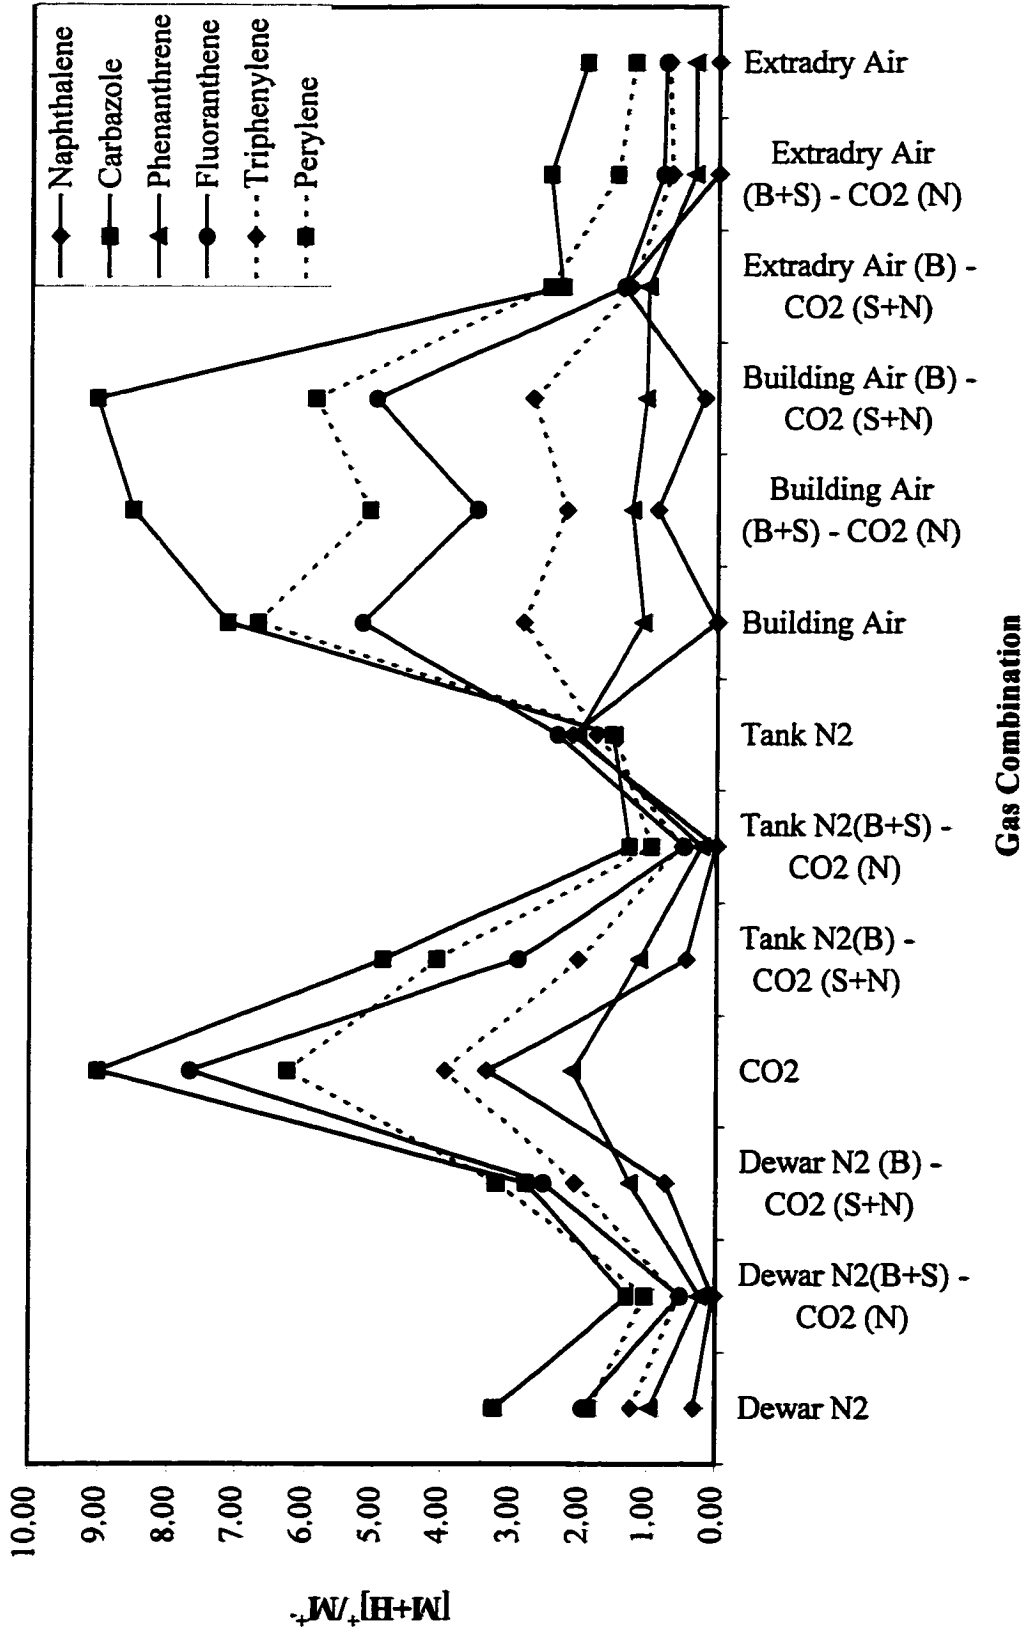 Naphthalene
Carbazole
Phenanthrene
Fluoranthene
Triphenylene
Perylene
10,00
9,00
8,00
7,00
6,00
5,00
4,00
3,00
2,00
1,00
0,00
[M+H]⁺/M⁺·
Dewar N2
Dewar N2(B+S) -
CO2 (N)
Dewar N2 (B) -
CO2 (S+N)
CO2
Tank N2(B) -
CO2 (S+N)
Tank N2(B+S) -
CO2 (N)
Tank N2
Building Air
Building Air
(B+S) - CO2 (N)
Building Air (B) -
CO2 (S+N)
Extradry Air (B) -
CO2 (S+N)
Extradry Air
(B+S) - CO2 (N)
Extradry Air
Gas Combination